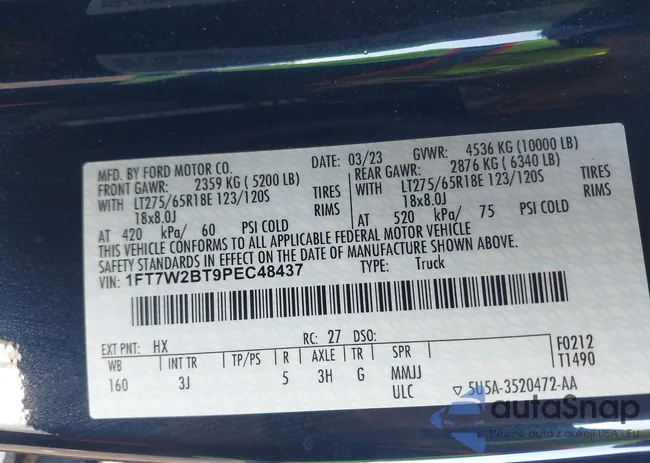 MFD. BY FORD MOTOR CO.
DATE: 03/23 GVWR: 4536 KG (10000 LB)
FRONT GAWR: 2359 KG (5200 LB) REAR GAWR: 2876 KG (6340 LB)
WITH LT275/65R18E 123/120S TIRES WITH LT275/65R18E 123/120S TIRES
18x8.0J RIMS 18x8.0J RIMS
AT 420 kPa/ 60 PSI COLD AT 520 kPa/ 75 PSI COLD
THIS VEHICLE CONFORMS TO ALL APPLICABLE FEDERAL MOTOR VEHICLE
SAFETY STANDARDS IN EFFECT ON THE DATE OF MANUFACTURE SHOWN ABOVE.
VIN: 1FT7W2BT9PEC48437 TYPE: Truck
EXT PNT: HX RC: 27 DSO: F0212
WB INT TR TP/PS R AXLE TR SPR T1490
160 3J 5 3H G MMJJ
ULC 5U5A-3520472-AA
autoSnap
Pewne auta z aukcji USA i EU